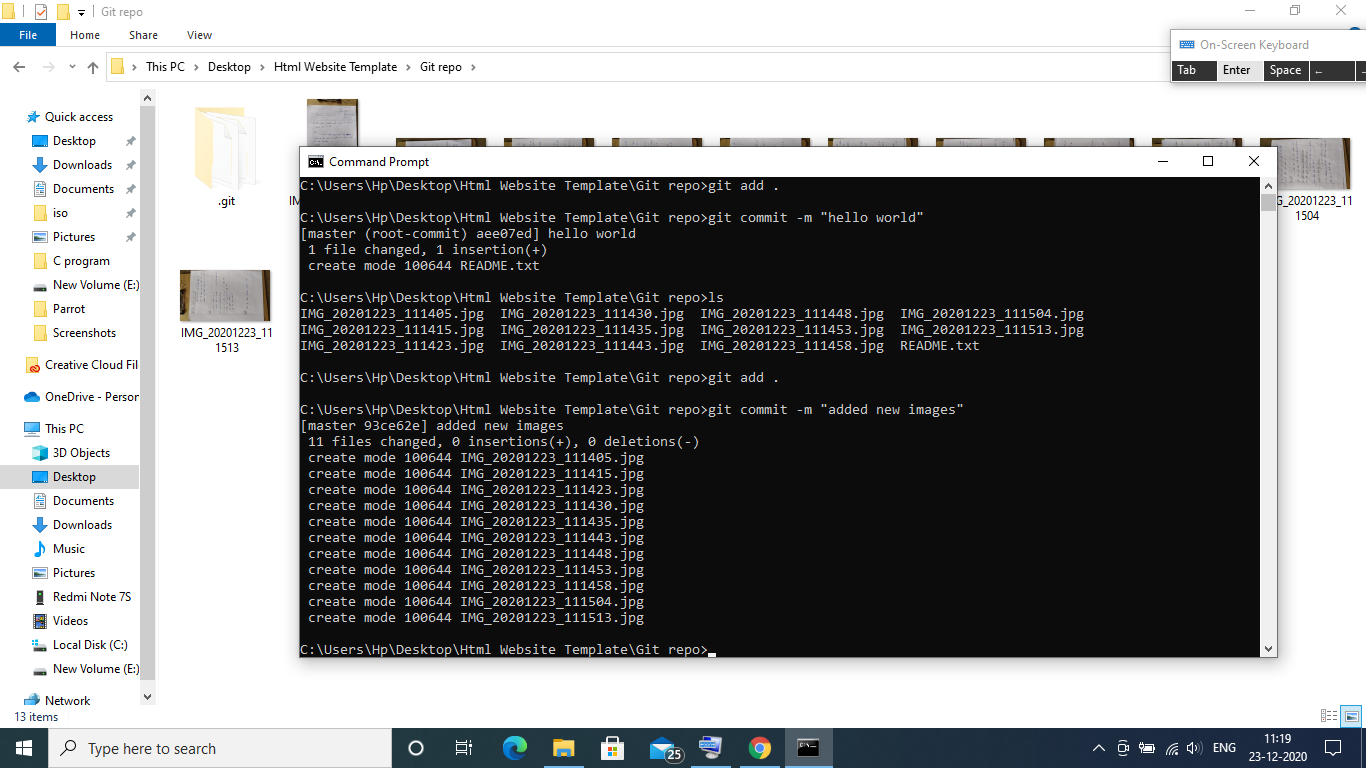 Git repo
File Home Share View
On-Screen Keyboard
Tab Enter Space ←
This PC Desktop Html Website Template Git repo
Quick access
Desktop
Downloads
Documents
iso
Pictures
C program
New Volume (E:)
Parrot
Screenshots
Creative Cloud Fil
OneDrive - Person
This PC
3D Objects
Desktop
Documents
Downloads
Music
Pictures
Redmi Note 7S
Videos
Local Disk (C:)
New Volume (E:)
Network
13 items
.git
G_20201223_11
1504
IMG_20201223_11
1513
Command Prompt
C:\Users\Hp\Desktop\Html Website Template\Git repo>git add .
C:\Users\Hp\Desktop\Html Website Template\Git repo>git commit -m "hello world"
[master (root-commit) aee07ed] hello world
1 file changed, 1 insertion(+)
create mode 100644 README.txt
C:\Users\Hp\Desktop\Html Website Template\Git repo>ls
IMG_20201223_111405.jpg IMG_20201223_111430.jpg IMG_20201223_111448.jpg IMG_20201223_111504.jpg
IMG_20201223_111415.jpg IMG_20201223_111435.jpg IMG_20201223_111453.jpg IMG_20201223_111513.jpg
IMG_20201223_111423.jpg IMG_20201223_111443.jpg IMG_20201223_111458.jpg README.txt
C:\Users\Hp\Desktop\Html Website Template\Git repo>git add .
C:\Users\Hp\Desktop\Html Website Template\Git repo>git commit -m "added new images"
[master 93ce62e] added new images
11 files changed, 0 insertions(+), 0 deletions(-)
create mode 100644 IMG_20201223_111405.jpg
create mode 100644 IMG_20201223_111415.jpg
create mode 100644 IMG_20201223_111423.jpg
create mode 100644 IMG_20201223_111430.jpg
create mode 100644 IMG_20201223_111435.jpg
create mode 100644 IMG_20201223_111443.jpg
create mode 100644 IMG_20201223_111448.jpg
create mode 100644 IMG_20201223_111453.jpg
create mode 100644 IMG_20201223_111458.jpg
create mode 100644 IMG_20201223_111504.jpg
create mode 100644 IMG_20201223_111513.jpg
C:\Users\Hp\Desktop\Html Website Template\Git repo>
Type here to search
25
ENG
11:19
23-12-2020